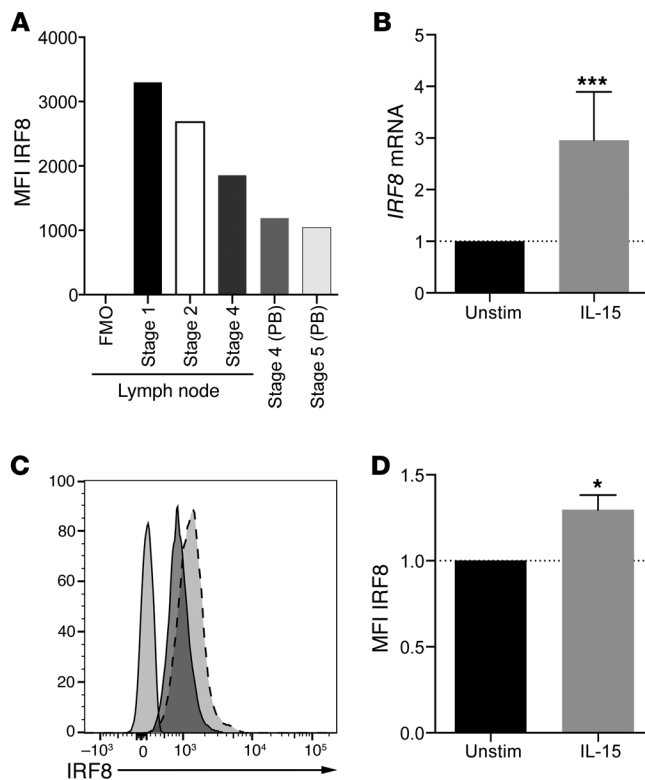 A
MFI IRF8
4000
3000
2000
1000
0
FMO
Stage 1
Stage 2
Stage 4
Stage 4 (PB)
Stage 5 (PB)
Lymph node
B
IRF8 mRNA
5
4
3
2
1
0
***
Unstim
IL-15
C
100
80
60
40
20
0
−10³
0
10³
10⁴
10⁵
IRF8
D
MFI IRF8
1.5
1.0
0.5
0.0
*
Unstim
IL-15